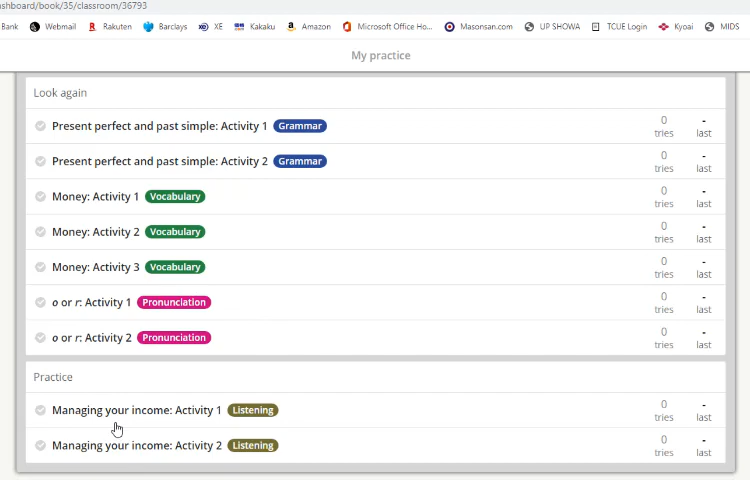 ashboard/book/35/classroom/36793
Bank Webmail Rakuten Barclays XE Kakaku Amazon Microsoft Office Ho... Masonsan.com UP SHOWA TCUE Login Kyoai MIDS
My practice
Look again
Present perfect and past simple: Activity 1 Grammar 0 tries - last
Present perfect and past simple: Activity 2 Grammar 0 tries - last
Money: Activity 1 Vocabulary 0 tries - last
Money: Activity 2 Vocabulary 0 tries - last
Money: Activity 3 Vocabulary 0 tries - last
o or r: Activity 1 Pronunciation 0 tries - last
o or r: Activity 2 Pronunciation 0 tries - last
Practice
Managing your income: Activity 1 Listening 0 tries - last
Managing your income: Activity 2 Listening 0 tries - last